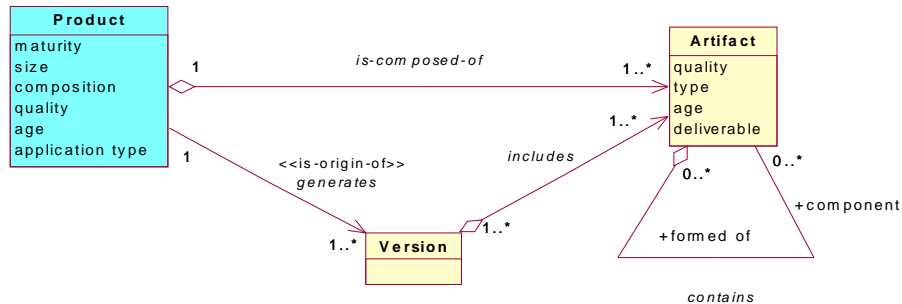 Product
maturity
size
composition
quality
age
application type
Artifact
quality
type
age
deliverable
1
is-composed-of
1..*
1
<<is-origin-of>>
generates
1..*
Version
1..*
includes
1..*
0..*
0..*
+formed of
+component
contains